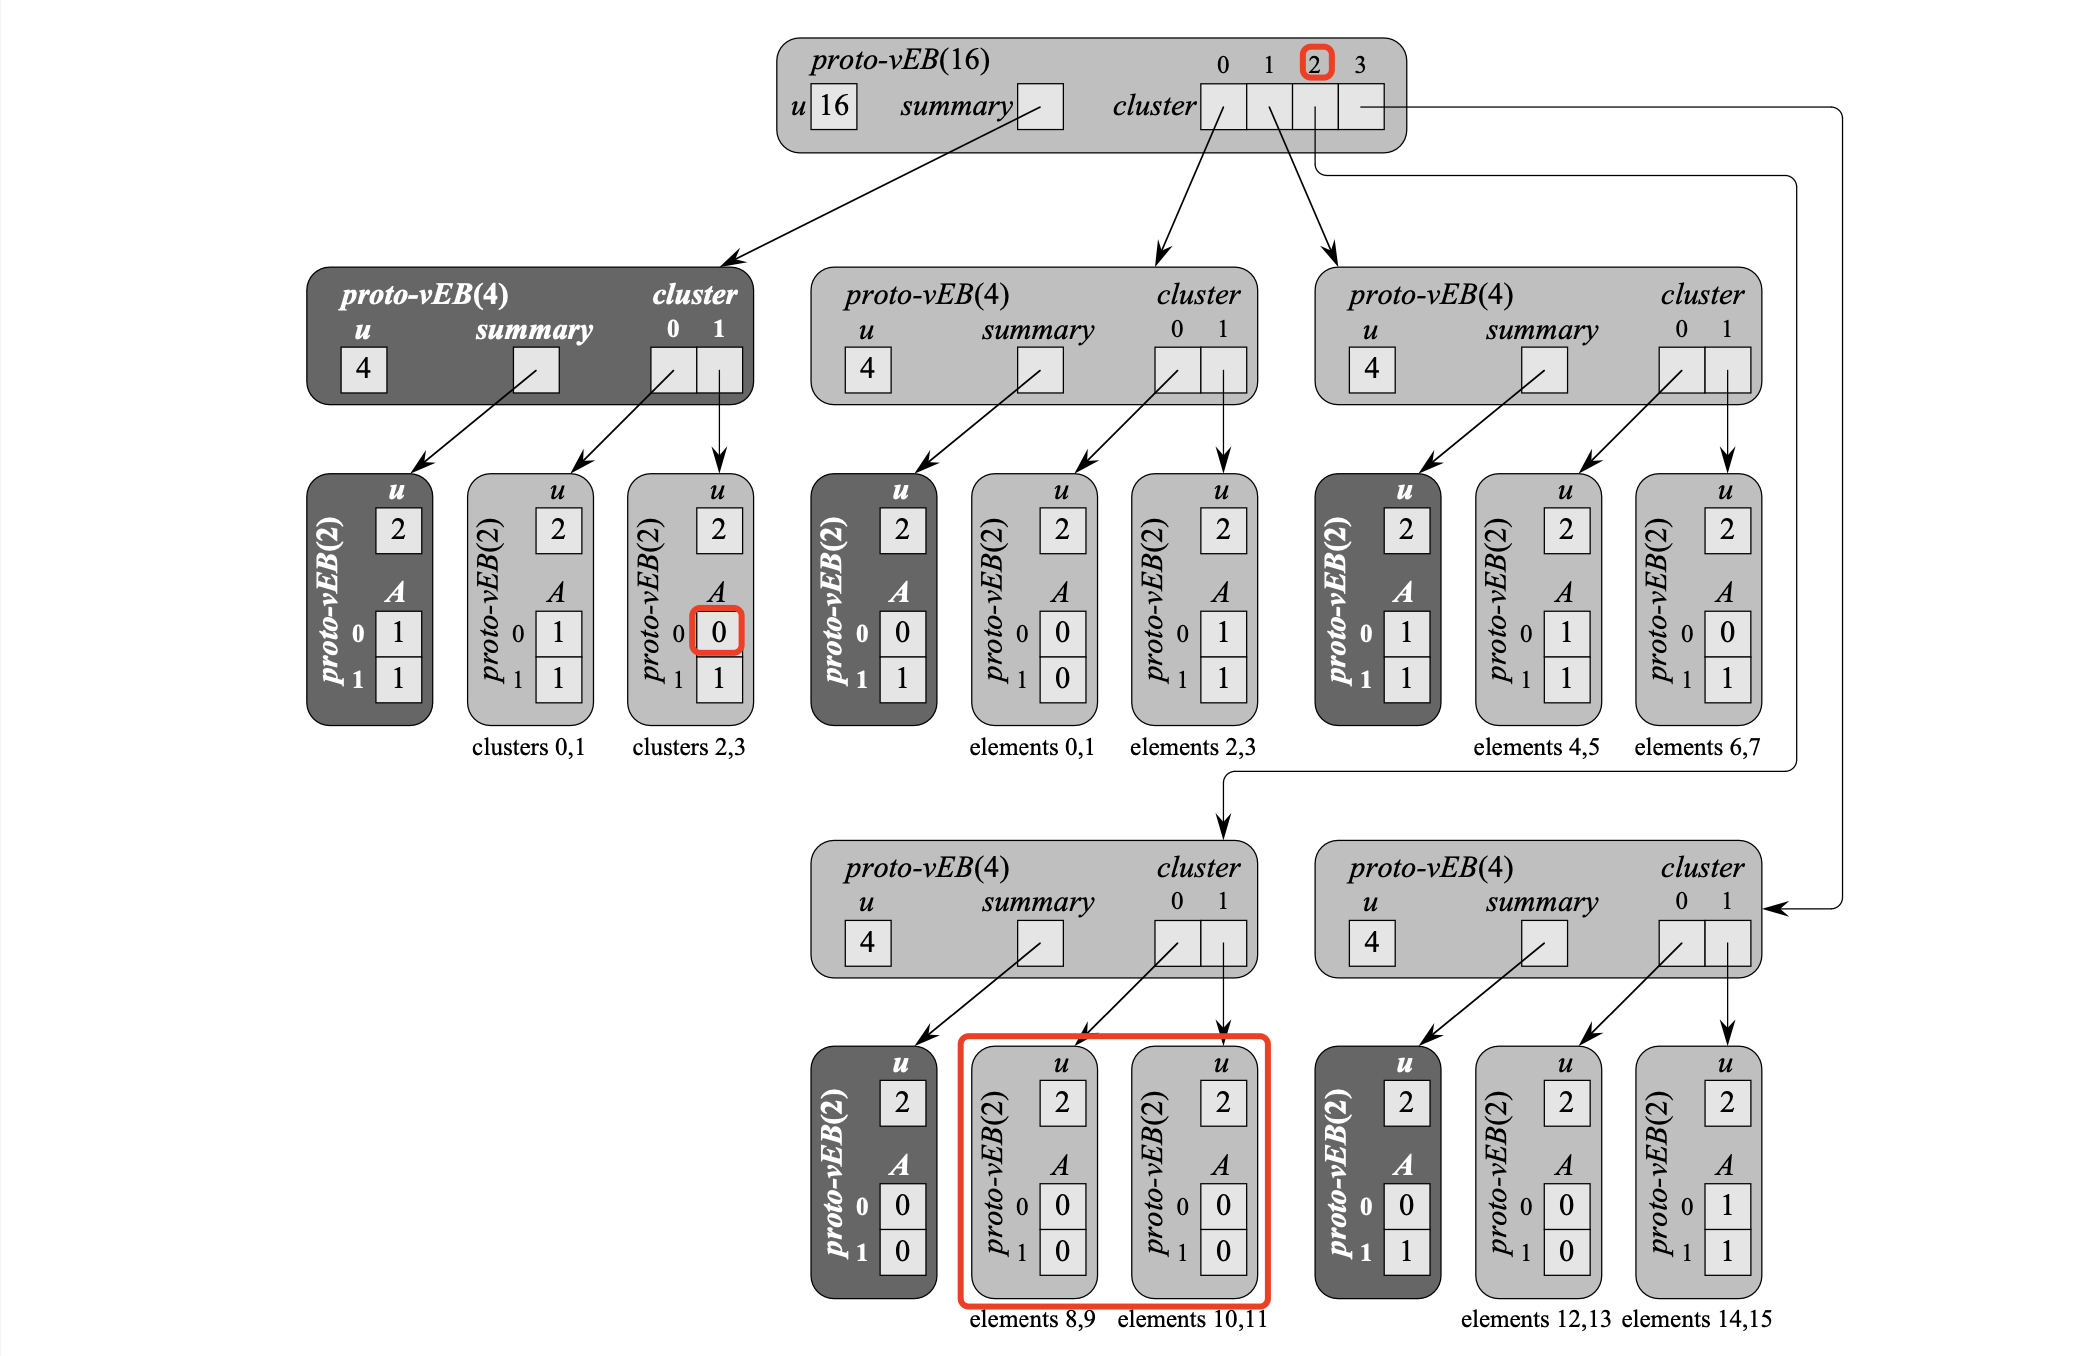 proto-vEB(16)
0 1 2 3
u 16 summary cluster
proto-vEB(4) cluster
u summary 0 1
4
proto-vEB(4) cluster
u summary 0 1
4
proto-vEB(4) cluster
u summary 0 1
4
proto-vEB(2)
u
2
A
0 1
1 1
proto-vEB(2)
u
2
A
0 1
1 1
clusters 0,1
proto-vEB(2)
u
2
A
0 0
1 1
clusters 2,3
proto-vEB(2)
u
2
A
0 0
1 1
proto-vEB(2)
u
2
A
0 0
1 0
elements 0,1
proto-vEB(2)
u
2
A
0 1
1 1
elements 2,3
proto-vEB(2)
u
2
A
0 1
1 1
proto-vEB(2)
u
2
A
0 1
1 1
elements 4,5
proto-vEB(2)
u
2
A
0 0
1 1
elements 6,7
proto-vEB(4) cluster
u summary 0 1
4
proto-vEB(4) cluster
u summary 0 1
4
proto-vEB(2)
u
2
A
0 0
1 0
proto-vEB(2)
u
2
A
0 0
1 0
elements 8,9
proto-vEB(2)
u
2
A
0 0
1 0
elements 10,11
proto-vEB(2)
u
2
A
0 0
1 1
proto-vEB(2)
u
2
A
0 0
1 0
elements 12,13
proto-vEB(2)
u
2
A
0 1
1 1
elements 14,15